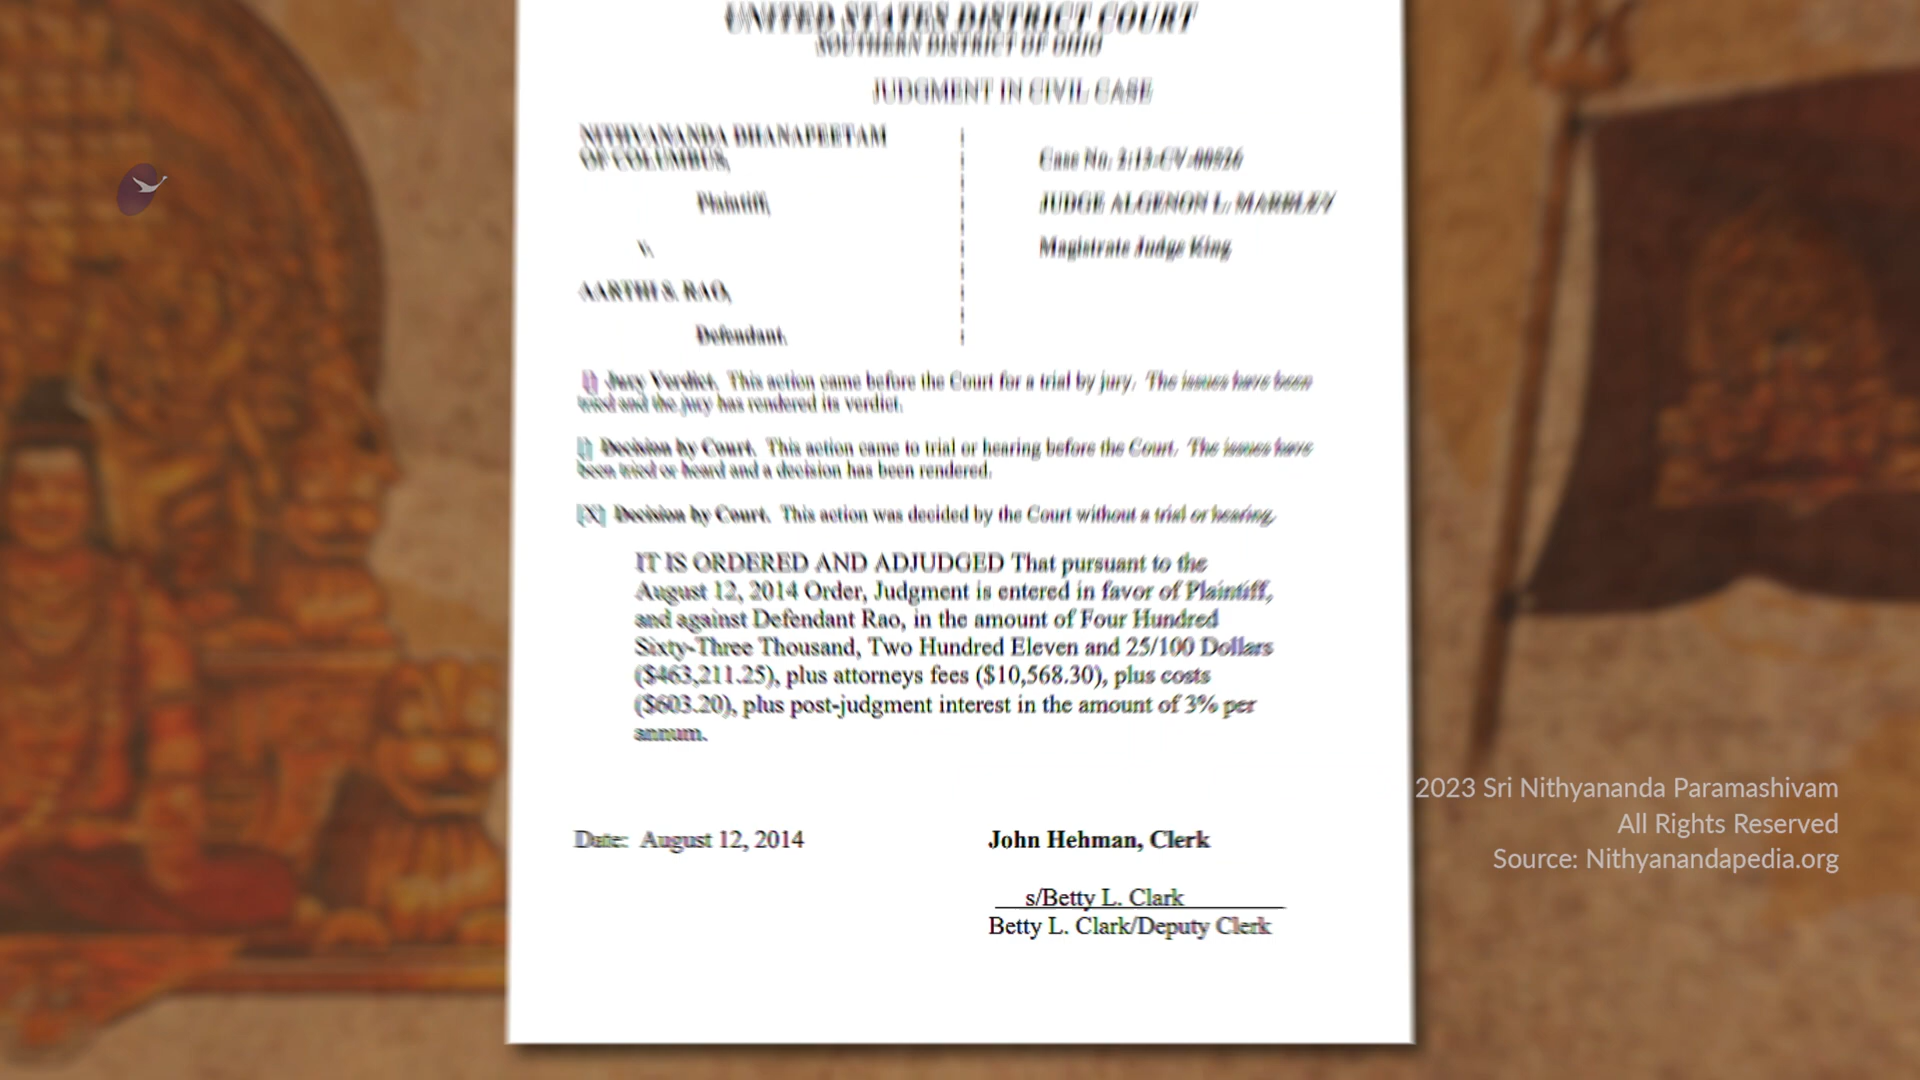 UNITED STATES DISTRICT COURT
SOUTHERN DISTRICT OF OHIO
JUDGMENT IN CIVIL CASE
NITHYANANDA DHANAPEETAM
OF COLUMBUS,
Plaintiff,
v.
AARTHI S. RAO,
Defendant.
Case No. 2:13-CV-00526
JUDGE ALGENON L. MARBLEY
Magistrate Judge King
[] Jury Verdict. This action came before the Court for a trial by jury. The issues have been
tried and the jury has rendered its verdict.
[] Decision by Court. This action came to trial or hearing before the Court. The issues have
been tried or heard and a decision has been rendered.
[X] Decision by Court. This action was decided by the Court without a trial or hearing.
IT IS ORDERED AND ADJUDGED That pursuant to the
August 12, 2014 Order, Judgment is entered in favor of Plaintiff,
and against Defendant Rao, in the amount of Four Hundred
Sixty-Three Thousand, Two Hundred Eleven and 25/100 Dollars
($463,211.25), plus attorneys fees ($10,568.30), plus costs
($603.20), plus post-judgment interest in the amount of 3% per
annum.
Date: August 12, 2014
John Hehman, Clerk
s/Betty L. Clark
Betty L. Clark/Deputy Clerk
2023 Sri Nithyananda Paramashivam
All Rights Reserved
Source: Nithyanandapedia.org